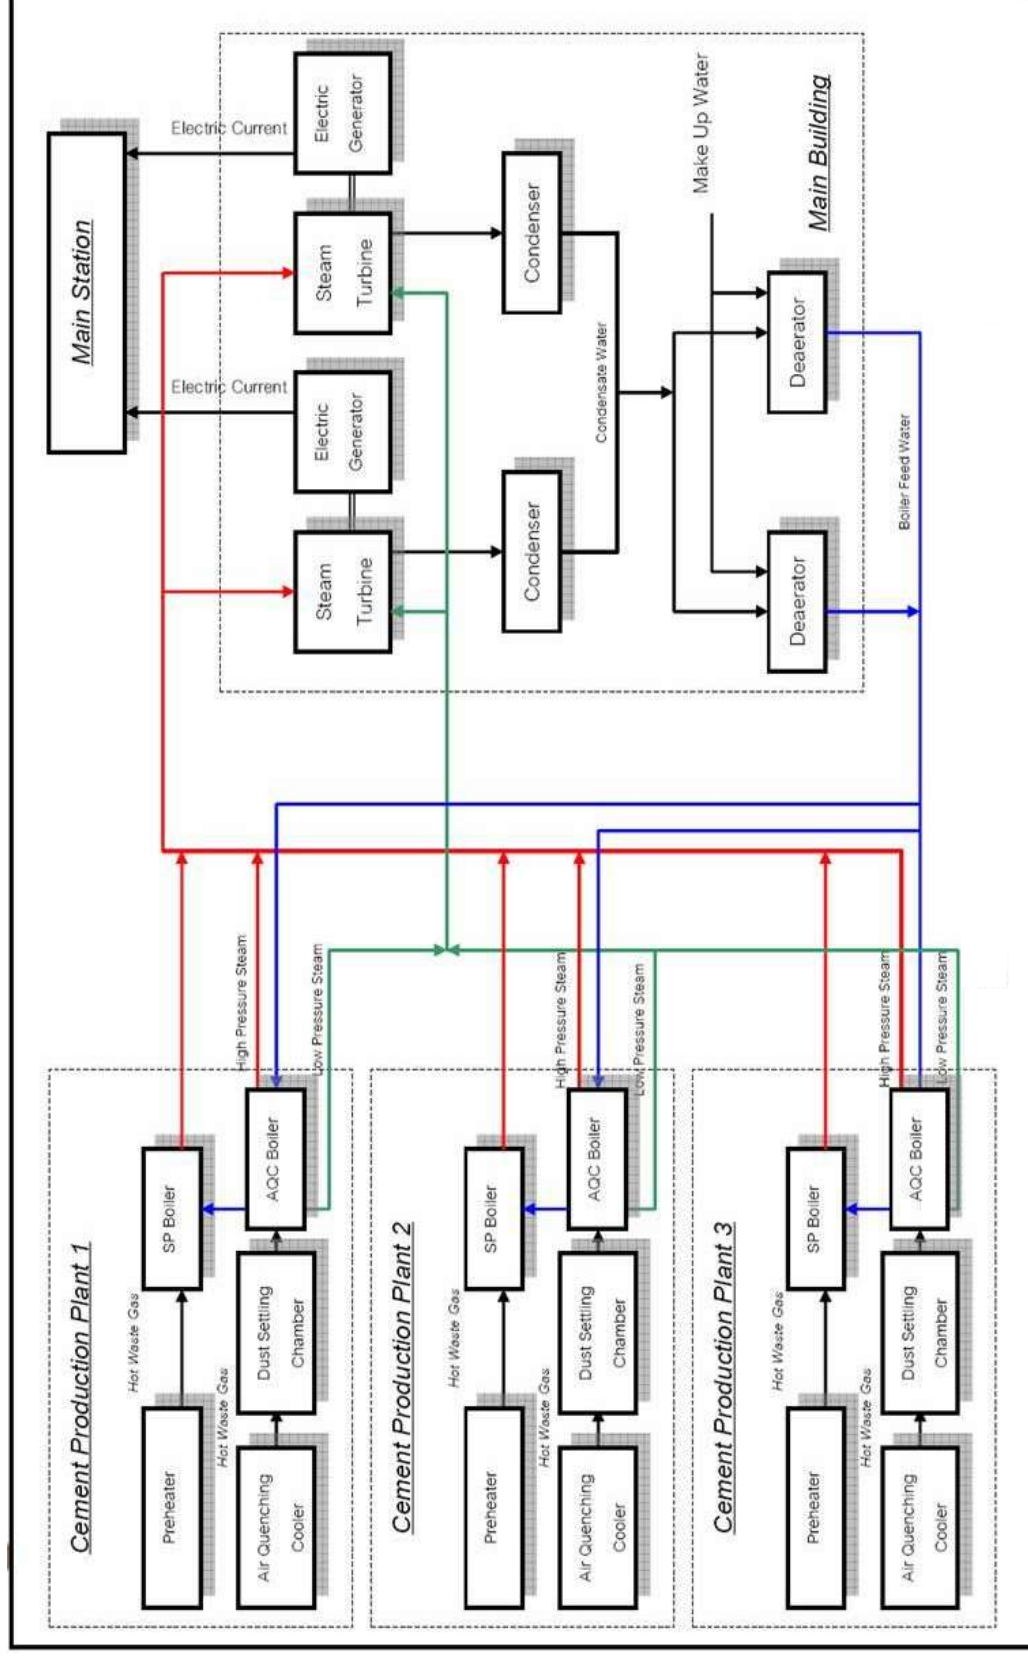 Cement Production Plant 1
Preheater
Hot Waste Gas
SP Boiler
Hot Waste Gas
Air Quenching
Cooler
Dust Settling
Chamber
AQC Boiler
High Pressure Steam
Low Pressure Steam
Cement Production Plant 2
Preheater
Hot Waste Gas
SP Boiler
Hot Waste Gas
Air Quenching
Cooler
Dust Settling
Chamber
AQC Boiler
High Pressure Steam
Low Pressure Steam
Cement Production Plant 3
Preheater
Hot Waste Gas
SP Boiler
Hot Waste Gas
Air Quenching
Cooler
Dust Settling
Chamber
AQC Boiler
High Pressure Steam
Low Pressure Steam
Main Station
Electric Current
Electric Current
Steam
Turbine
Electric
Generator
Steam
Turbine
Electric
Generator
Condenser
Condenser
Condensate Water
Make Up Water
Deaerator
Deaerator
Main Building
Boiler Feed Water